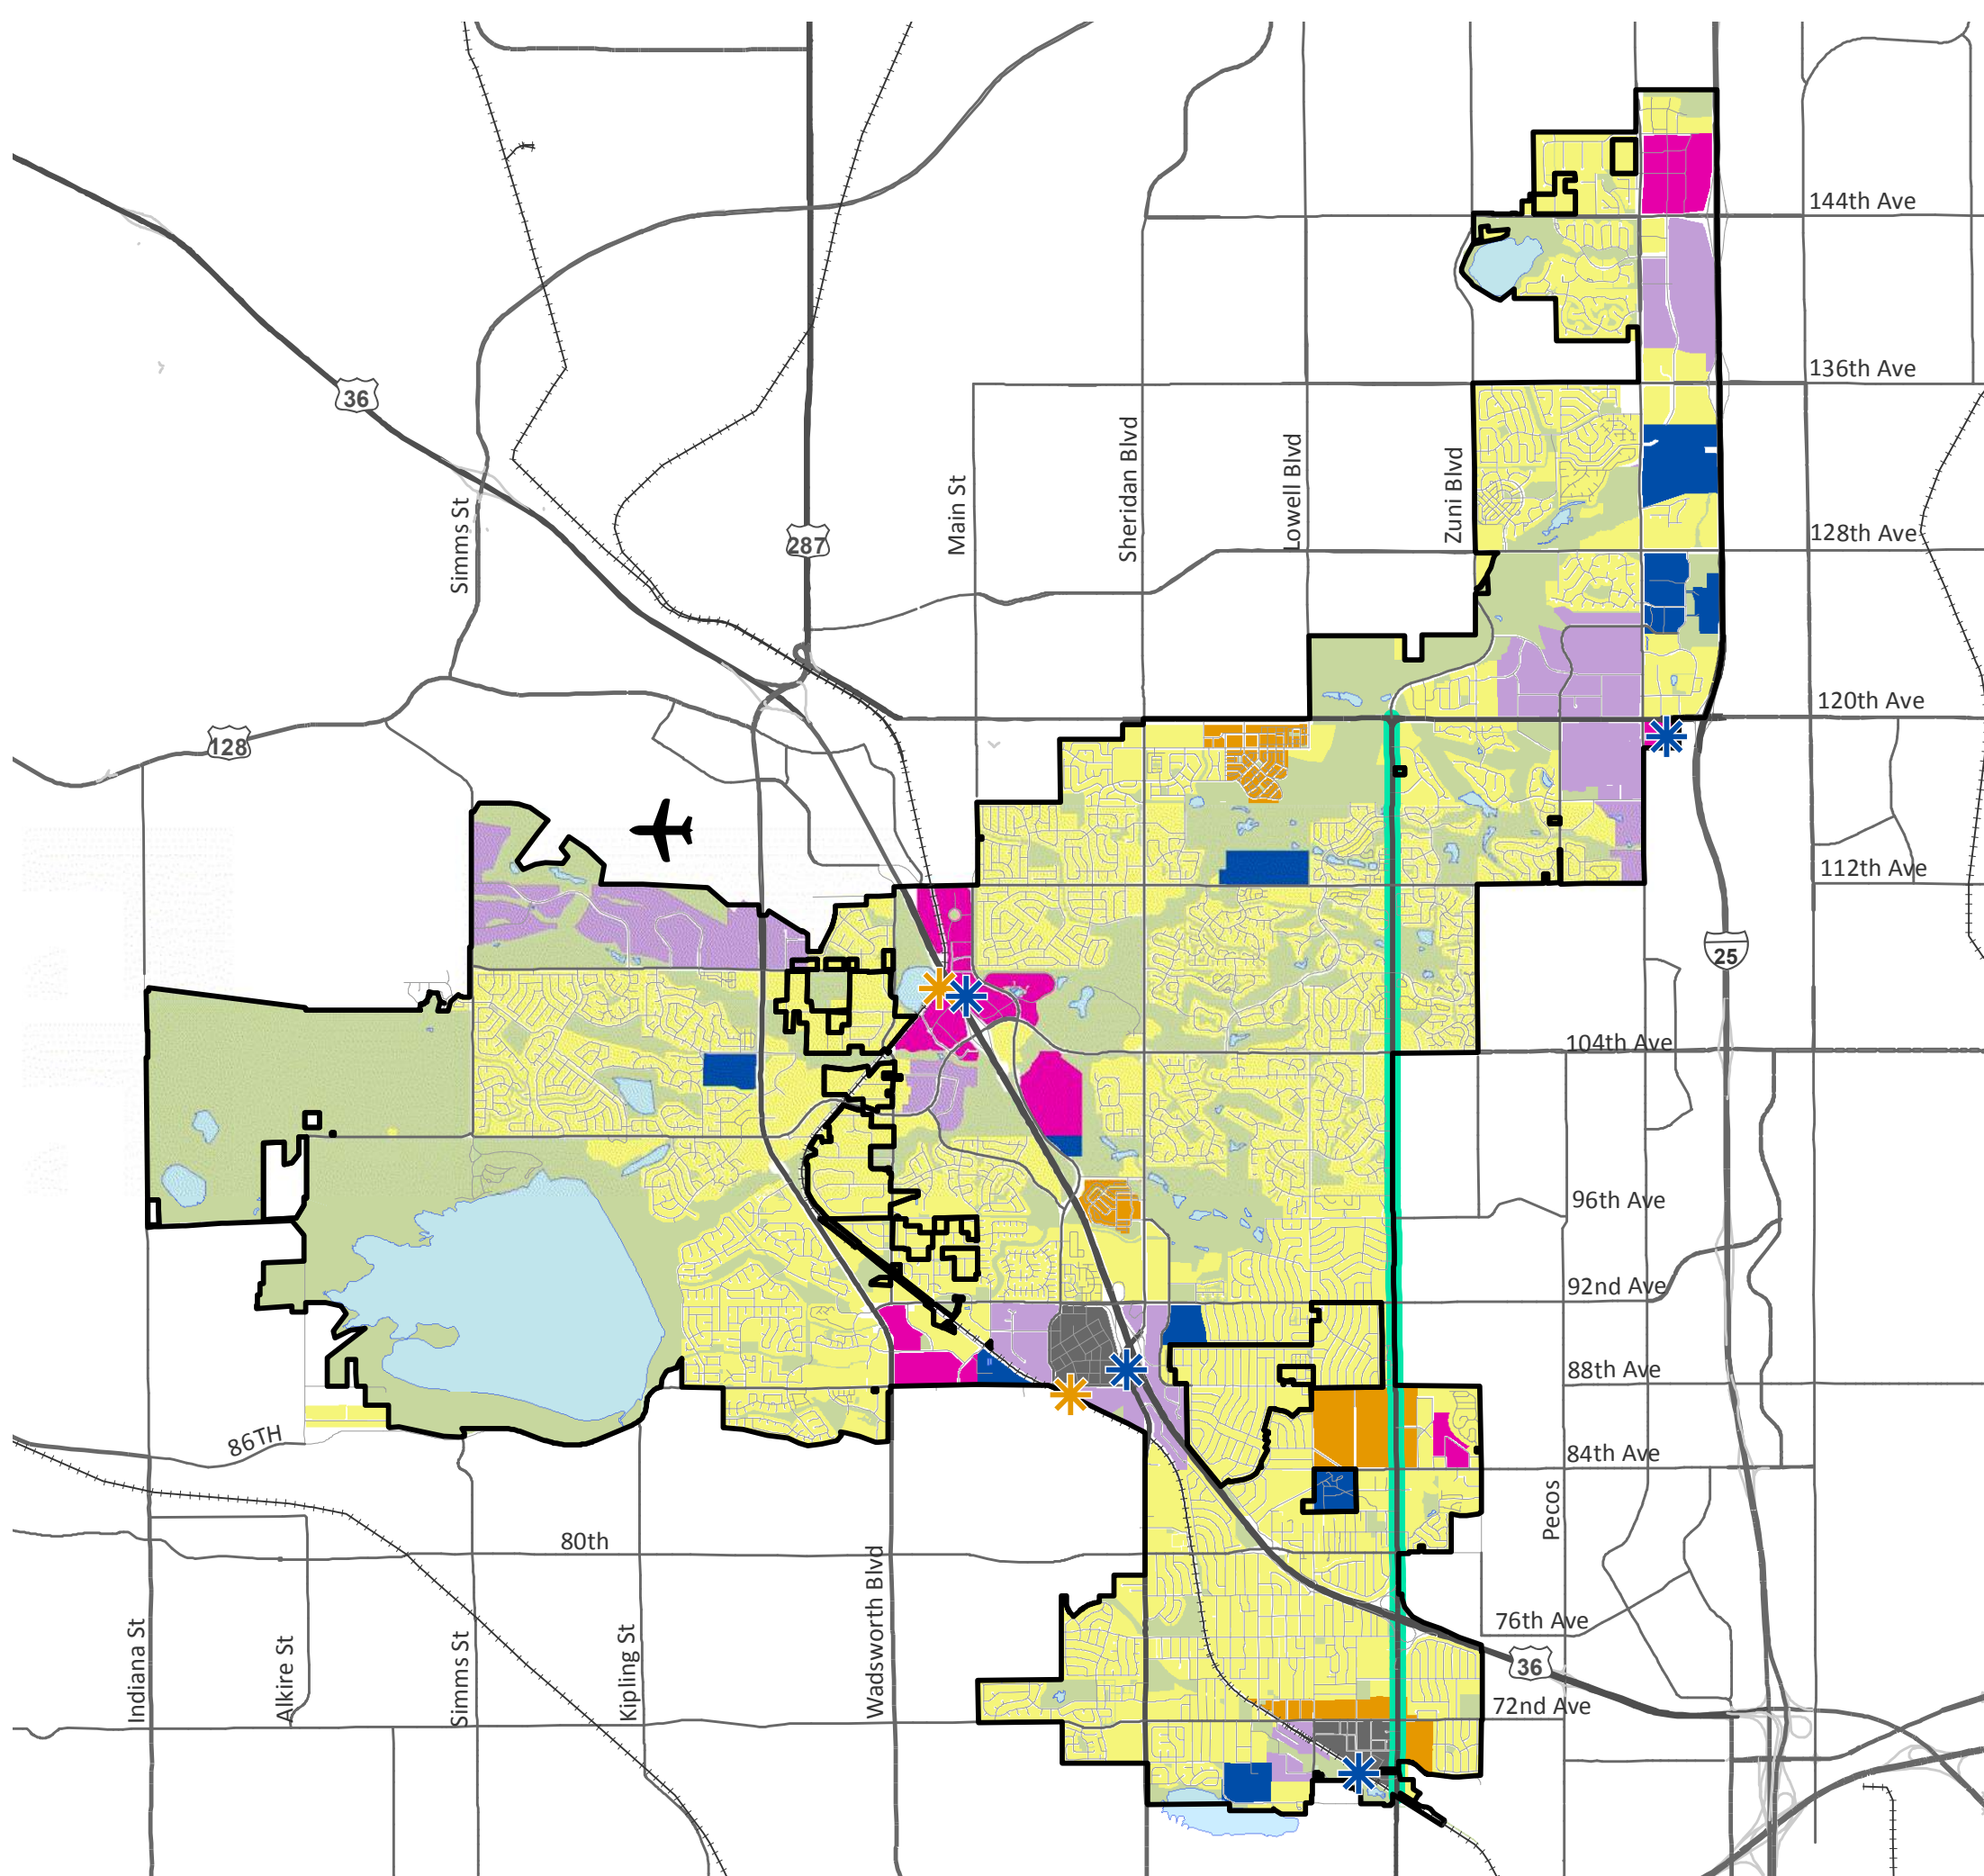 144th Ave
136th Ave
36
Simms St
Main St
Sheridan Blvd
Lowell Blvd
Zuni Blvd
287
128th Ave
120th Ave
128
112th Ave
25
104th Ave
96th Ave
92nd Ave
88th Ave
86TH
84th Ave
Pecos
80th
Wadsworth Blvd
76th Ave
36
Indiana St
Alkire St
Simms St
Kipling St
72nd Ave